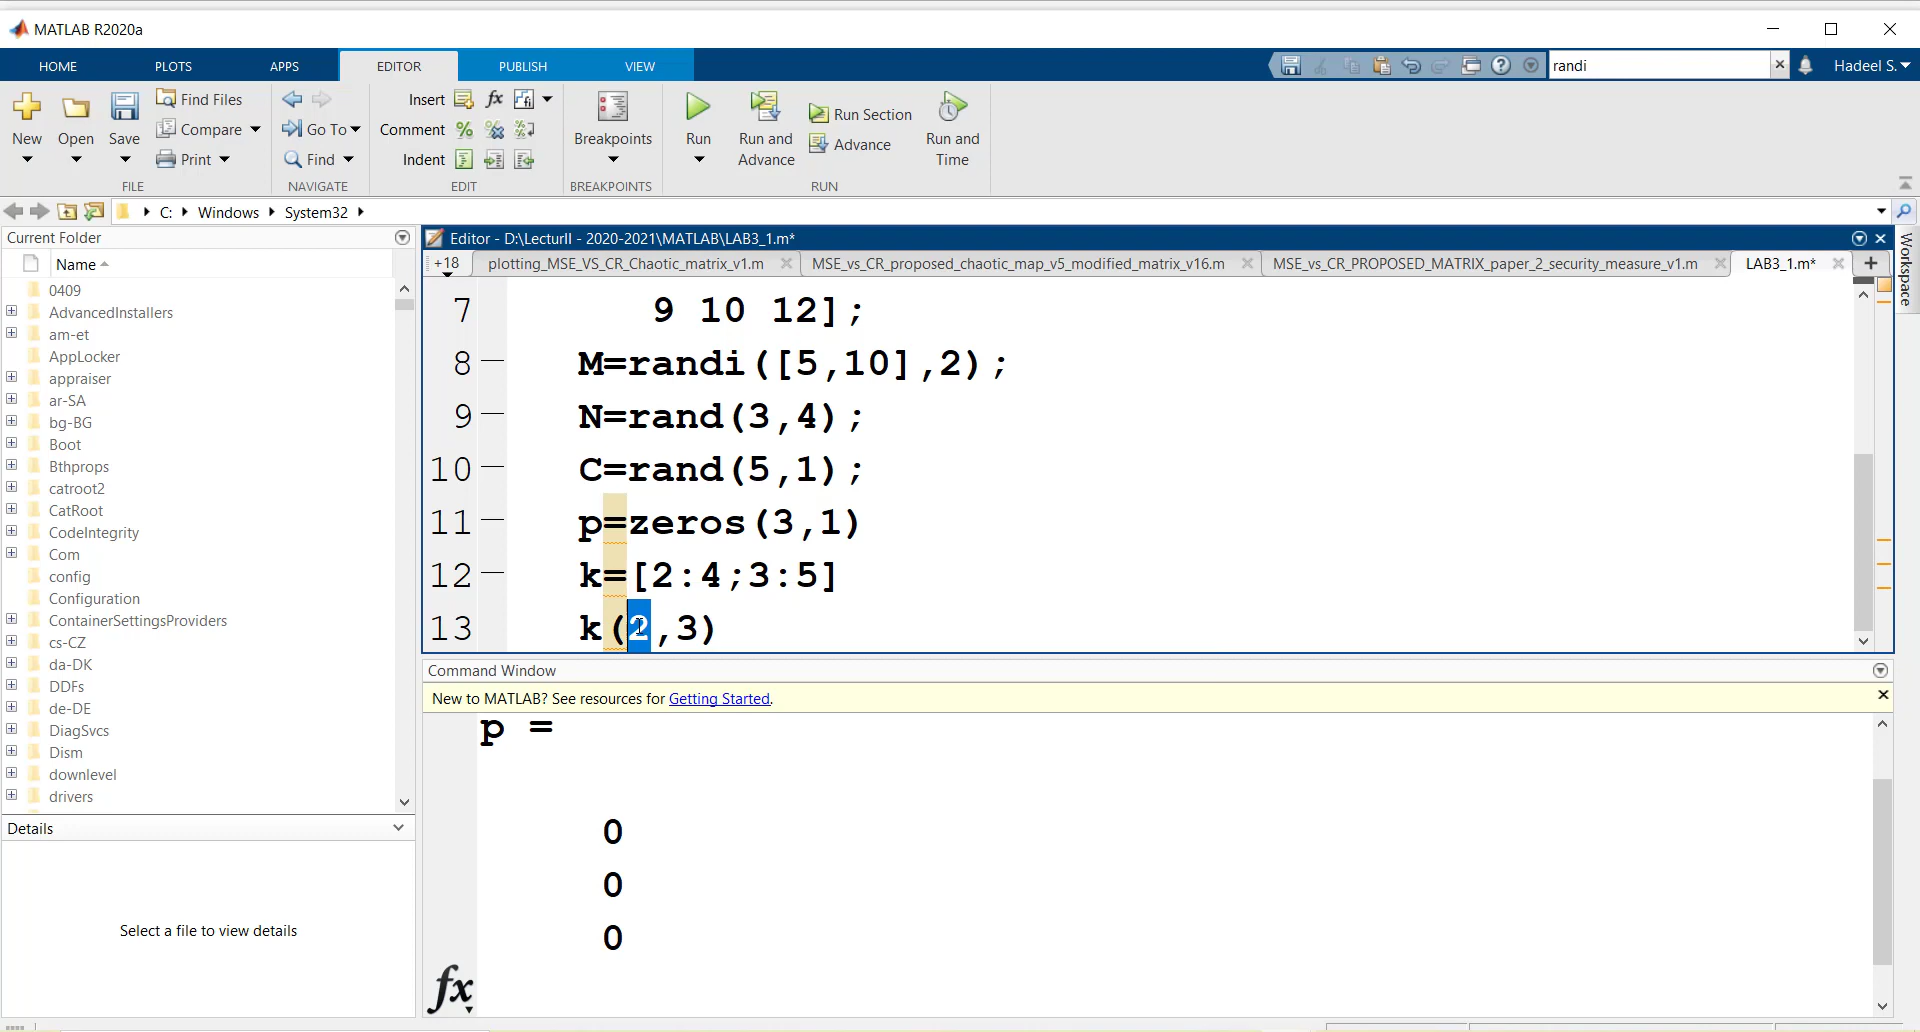 MATLAB R2020a
HOME PLOTS APPS EDITOR PUBLISH VIEW randi Hadeel S.
New Open Save Find Files Compare Print
FILE
Go To Find
NAVIGATE
Insert fx
Comment
Indent
EDIT
Breakpoints
BREAKPOINTS
Run Run and Advance Run Section Advance Run and Time
RUN
C: Windows System32
Current Folder
Name
0409
AdvancedInstallers
am-et
AppLocker
appraiser
ar-SA
bg-BG
Boot
Bthprops
catroot2
CatRoot
CodeIntegrity
Com
config
Configuration
ContainerSettingsProviders
cs-CZ
da-DK
DDFs
de-DE
DiagSvcs
Dism
downlevel
drivers
Details
Select a file to view details
Editor - D:\LecturII - 2020-2021\MATLAB\LAB3_1.m*
+18 plotting_MSE_VS_CR_Chaotic_matrix_v1.m MSE_vs_CR_proposed_chaotic_map_v5_modified_matrix_v16.m MSE_vs_CR_PROPOSED_MATRIX_paper_2_security_measure_v1.m LAB3_1.m*
7 9 10 12];
8 M=randi([5,10],2);
9 N=rand(3,4);
10 C=rand(5,1);
11 p=zeros(3,1)
12 k=[2:4;3:5]
13 k(2,3)
Command Window
New to MATLAB? See resources for Getting Started.
p =
0
0
0
fx
Workspace